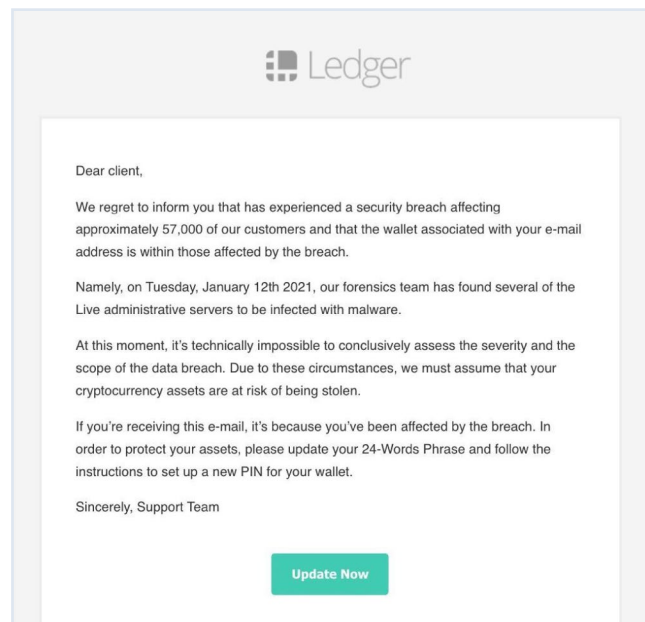 Ledger
Dear client,
We regret to inform you that has experienced a security breach affecting
approximately 57,000 of our customers and that the wallet associated with your e-mail
address is within those affected by the breach.
Namely, on Tuesday, January 12th 2021, our forensics team has found several of the
Live administrative servers to be infected with malware.
At this moment, it's technically impossible to conclusively assess the severity and the
scope of the data breach. Due to these circumstances, we must assume that your
cryptocurrency assets are at risk of being stolen.
If you're receiving this e-mail, it's because you've been affected by the breach. In
order to protect your assets, please update your 24-Words Phrase and follow the
instructions to set up a new PIN for your wallet.
Sincerely, Support Team
Update Now